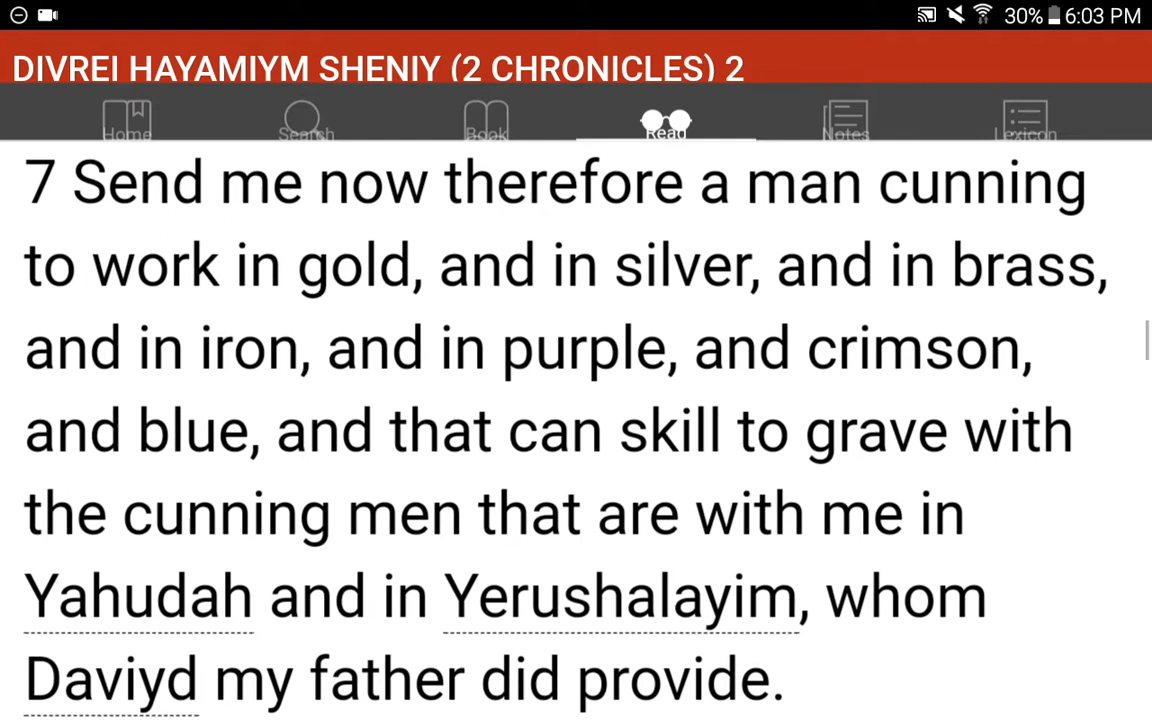 30% 6:03 PM
DIVREI HAYAMIYM SHENIY (2 CHRONICLES) 2
Home Search Book Read Notes Lexicon
7 Send me now therefore a man cunning
to work in gold, and in silver, and in brass,
and in iron, and in purple, and crimson,
and blue, and that can skill to grave with
the cunning men that are with me in
Yahudah and in Yerushalayim, whom
Daviyd my father did provide.